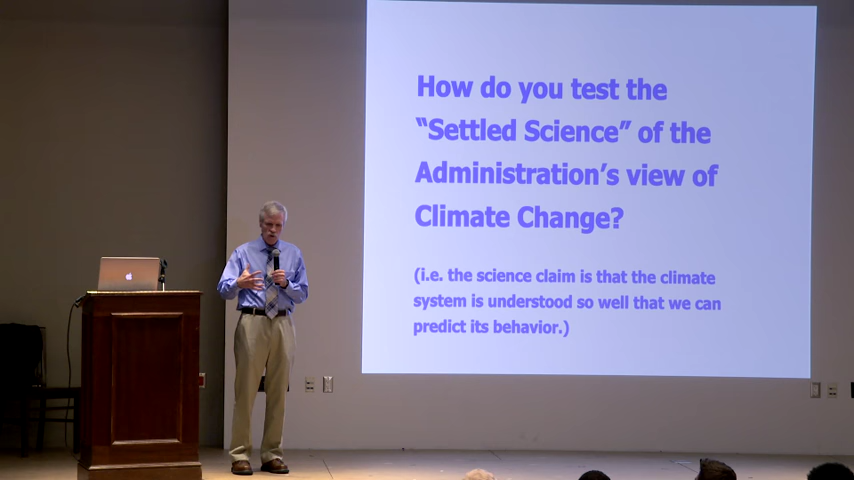 How do you test the
“Settled Science” of the
Administration’s view of
Climate Change?
(i.e. the science claim is that the climate
system is understood so well that we can
predict its behavior.)